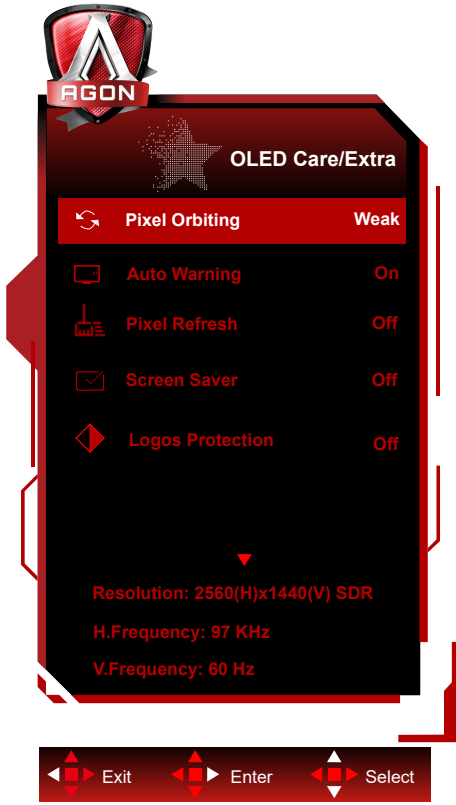 AGON
OLED Care/Extra
Pixel Orbiting Weak
Auto Warning On
Pixel Refresh Off
Screen Saver Off
Logos Protection Off
Resolution: 2560(H)x1440(V) SDR
H.Frequency: 97 KHz
V.Frequency: 60 Hz
Exit Enter Select